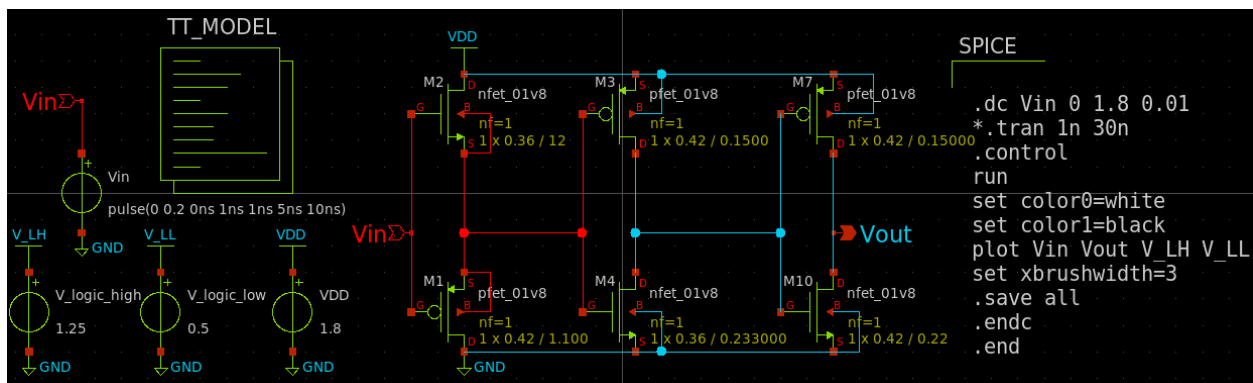 TT_MODEL
Vin
Vin
+
pulse(0 0.2 0ns 1ns 1ns 5ns 10ns)
GND
V_LH
+
V_logic_high
1.25
GND
V_LL
+
V_logic_low
0.5
GND
VDD
+
VDD
1.8
GND
VDD
M2
D
nfet_01v8
G
B
nf=1
1 x 0.36 / 12
S
Vin
M1
S
pfet_01v8
G
B
nf=1
1 x 0.42 / 1.100
D
GND
M3
S
pfet_01v8
G
B
nf=1
1 x 0.42 / 0.1500
D
M4
D
nfet_01v8
G
B
nf=1
1 x 0.36 / 0.233000
S
M7
S
pfet_01v8
G
B
nf=1
1 x 0.42 / 0.15000
D
Vout
M10
D
nfet_01v8
G
B
nf=1
1 x 0.42 / 0.22
S
SPICE
.dc Vin 0 1.8 0.01
*.tran 1n 30n
.control
run
set color0=white
set color1=black
plot Vin Vout V_LH V_LL
set xbrushwidth=3
.save all
.endc
.end